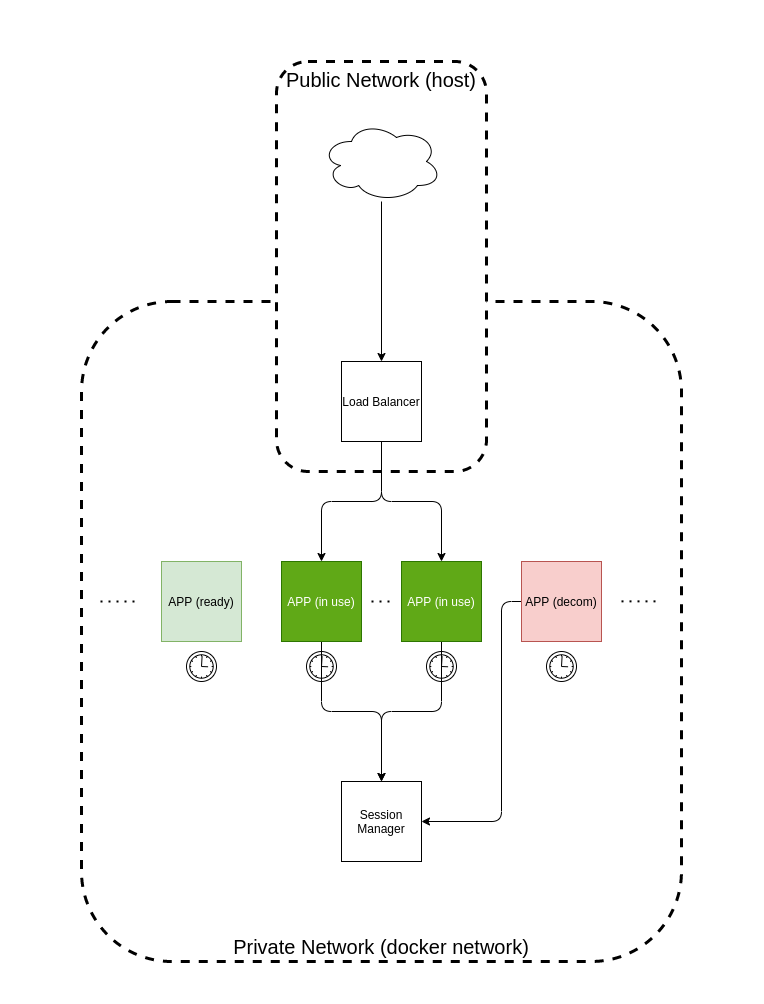 Public Network (host)
Load Balancer
APP (ready)
APP (in use)
APP (in use)
APP (decom)
Session
Manager
Private Network (docker network)